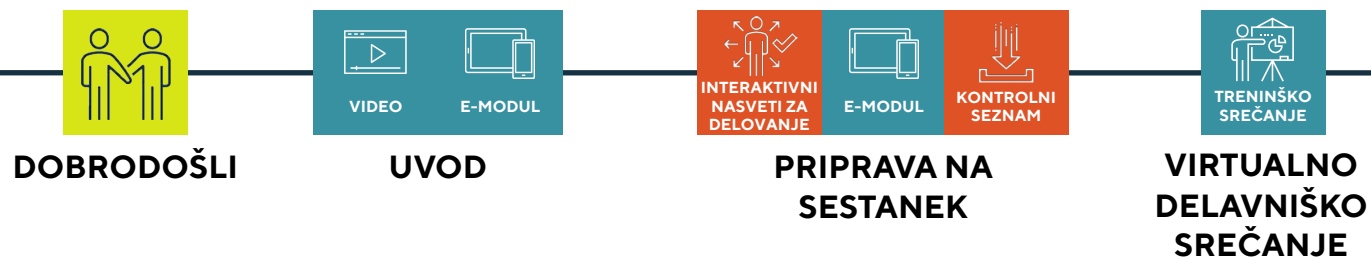 VIDEO
E-MODUL
INTERAKTIVNI
NASVETI ZA
DELOVANJE
E-MODUL
KONTROLNI
SEZNAM
TRENINŠKO
SREČANJE
DOBRODOŠLI
UVOD
PRIPRAVA NA
SESTANEK
VIRTUALNO
DELAVNIŠKO
SREČANJE